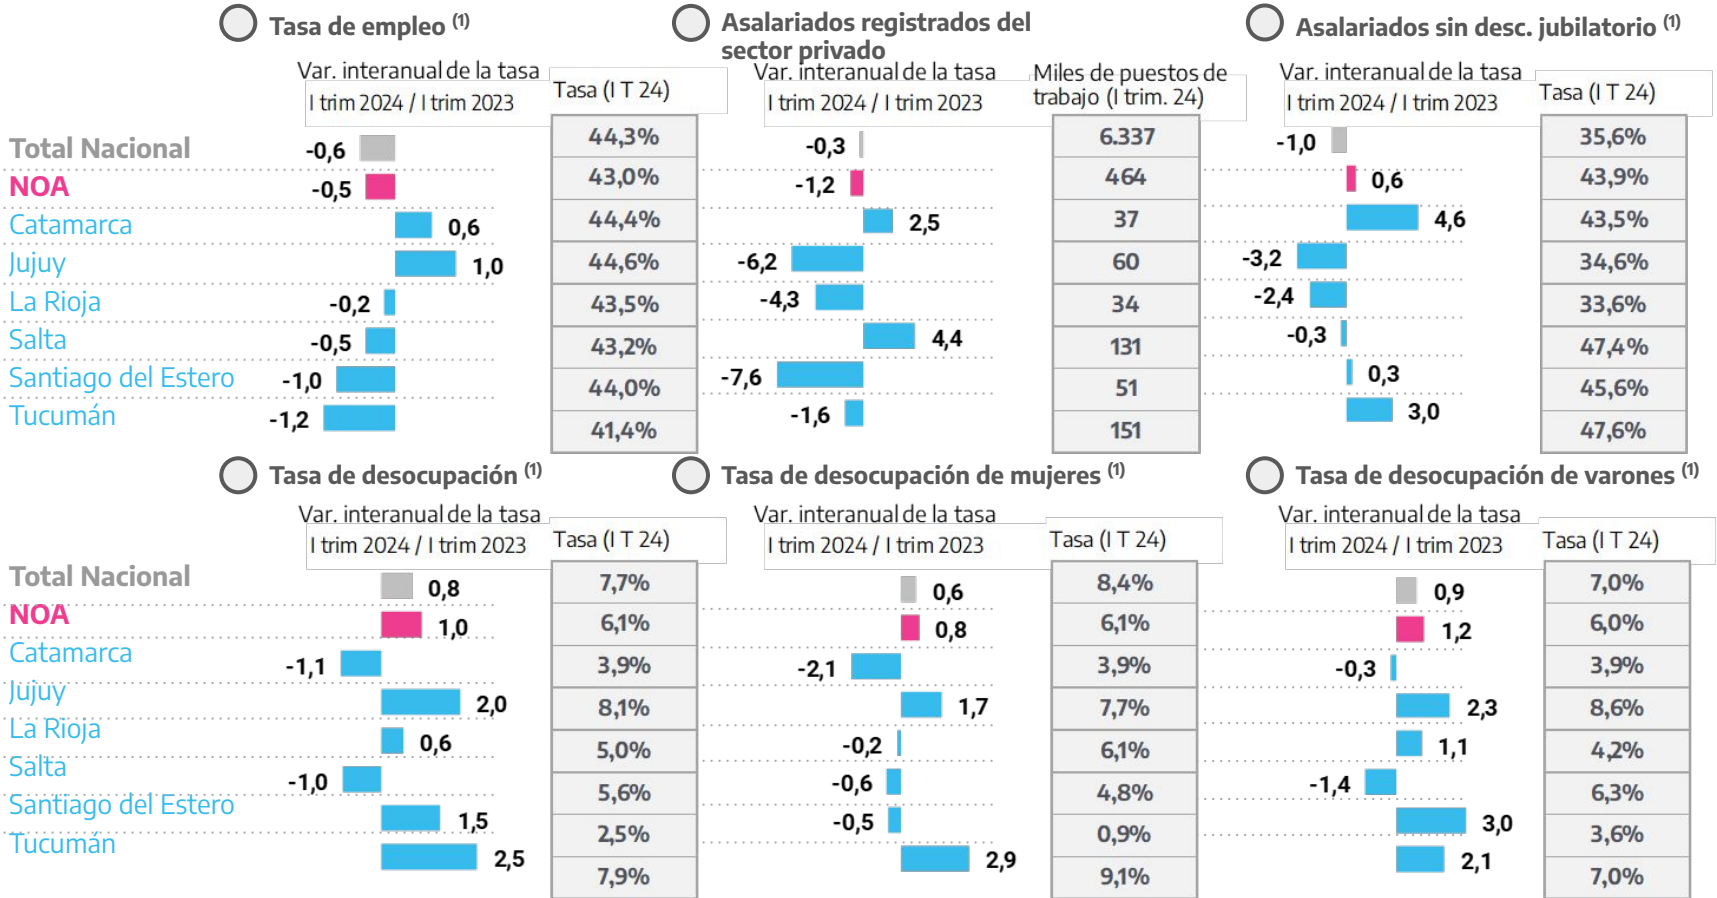 Tasa de empleo (1)
Asalariados registrados del
sector privado
Asalariados sin desc. jubilatorio (1)
Var. interanual de la tasa
I trim 2024 / I trim 2023
Tasa (I T 24)
Var. interanual de la tasa
I trim 2024 / I trim 2023
Miles de puestos de
trabajo (I trim. 24)
Var. interanual de la tasa
I trim 2024 / I trim 2023
Tasa (I T 24)
Total Nacional -0,6 44,3% -0,3 6.337 -1,0 35,6%
NOA -0,5 43,0% -1,2 464 0,6 43,9%
Catamarca 0,6 44,4% 2,5 37 4,6 43,5%
Jujuy 1,0 44,6% -6,2 60 -3,2 34,6%
La Rioja -0,2 43,5% -4,3 34 -2,4 33,6%
Salta -0,5 43,2% 4,4 131 -0,3 47,4%
Santiago del Estero -1,0 44,0% -7,6 51 0,3 45,6%
Tucumán -1,2 41,4% -1,6 151 3,0 47,6%
Tasa de desocupación (1)
Tasa de desocupación de mujeres (1)
Tasa de desocupación de varones (1)
Var. interanual de la tasa
I trim 2024 / I trim 2023
Tasa (I T 24)
Var. interanual de la tasa
I trim 2024 / I trim 2023
Tasa (I T 24)
Var. interanual de la tasa
I trim 2024 / I trim 2023
Tasa (I T 24)
Total Nacional 0,8 7,7% 0,6 8,4% 0,9 7,0%
NOA 1,0 6,1% 0,8 6,1% 1,2 6,0%
Catamarca -1,1 3,9% -2,1 3,9% -0,3 3,9%
Jujuy 2,0 8,1% 1,7 7,7% 2,3 8,6%
La Rioja 0,6 5,0% -0,2 6,1% 1,1 4,2%
Salta -1,0 5,6% -0,6 4,8% -1,4 6,3%
Santiago del Estero 1,5 2,5% -0,5 0,9% 3,0 3,6%
Tucumán 2,5 7,9% 2,9 9,1% 2,1 7,0%